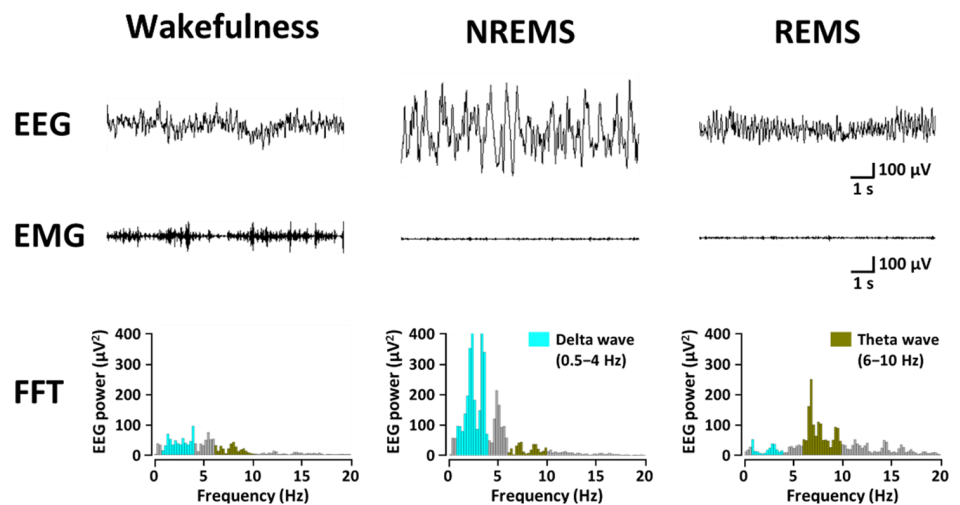 Wakefulness
NREMS
REMS
EEG
100 µV
1 s
EMG
100 µV
1 s
FFT
EEG power (µV²)
400
300
200
100
0
0
5
10
15
20
Frequency (Hz)
EEG power (µV²)
400
300
200
100
0
0
5
10
15
20
Frequency (Hz)
Delta wave
(0.5–4 Hz)
EEG power (µV²)
400
300
200
100
0
0
5
10
15
20
Frequency (Hz)
Theta wave
(6–10 Hz)